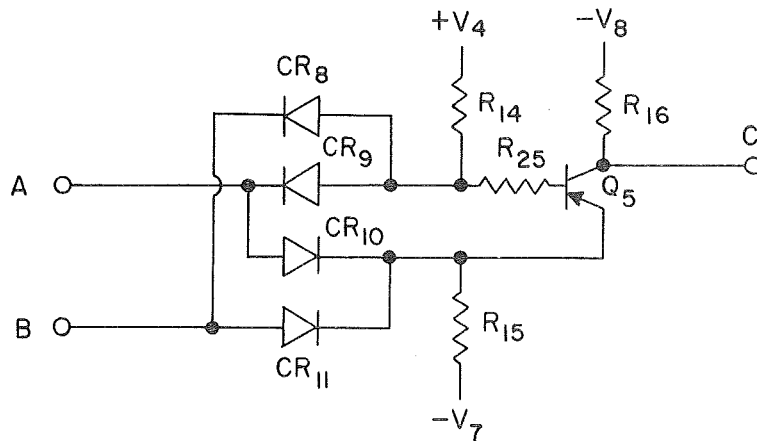 +V4 -V8
CR8
R14 R16
CR9 R25 C
A Q5
CR10
B R15
CR11
-V7